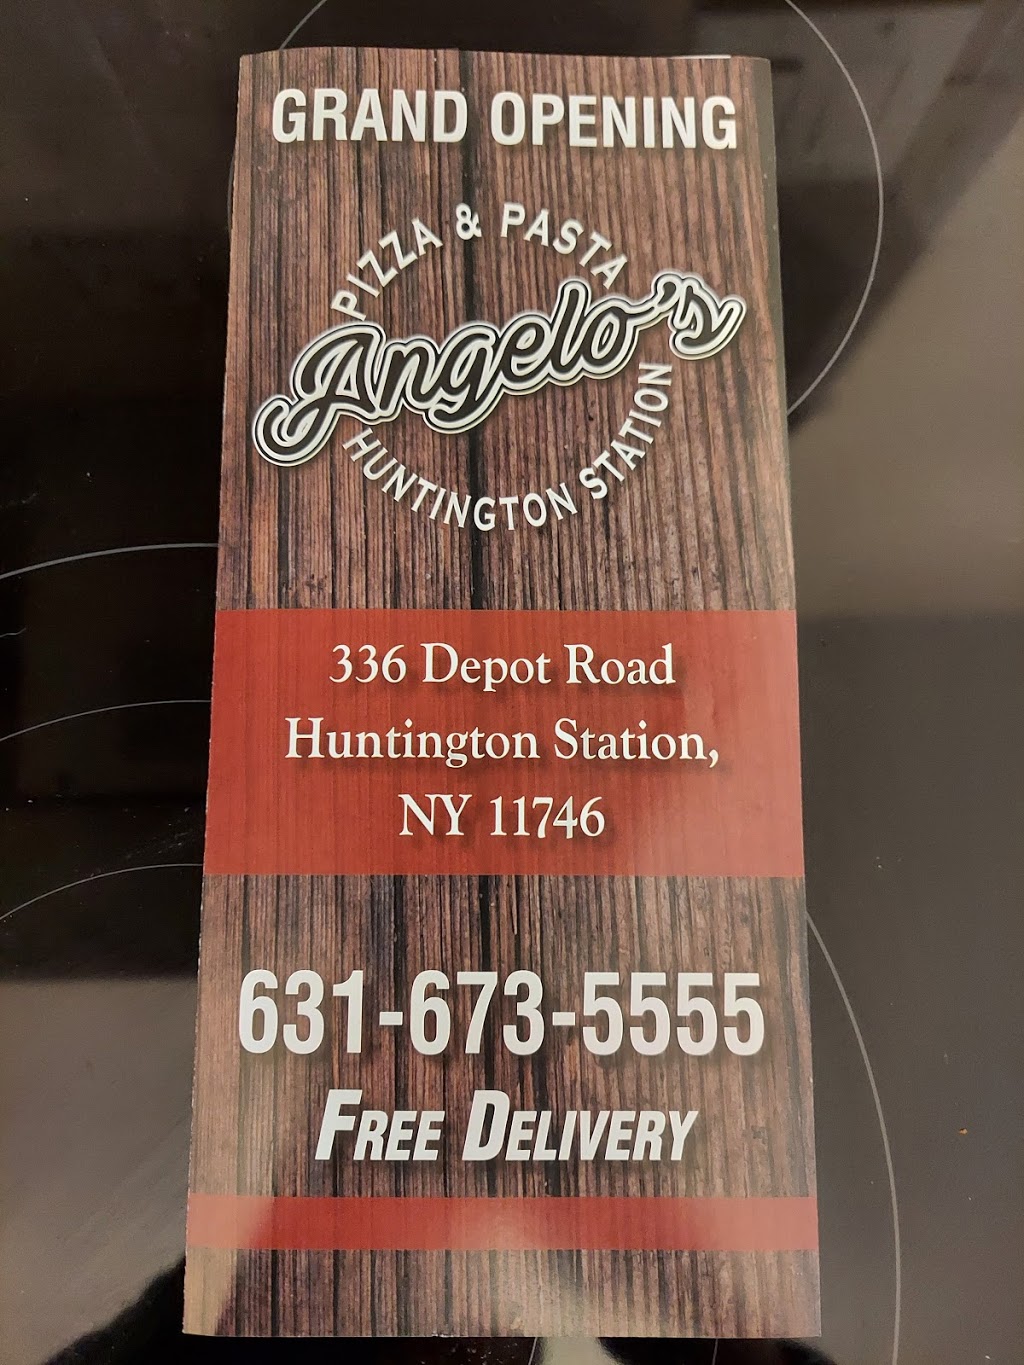 GRAND OPENING
PIZZA & PASTA
Angelo's
HUNTINGTON STATION
336 Depot Road
Huntington Station,
NY 11746
631-673-5555
FREE DELIVERY